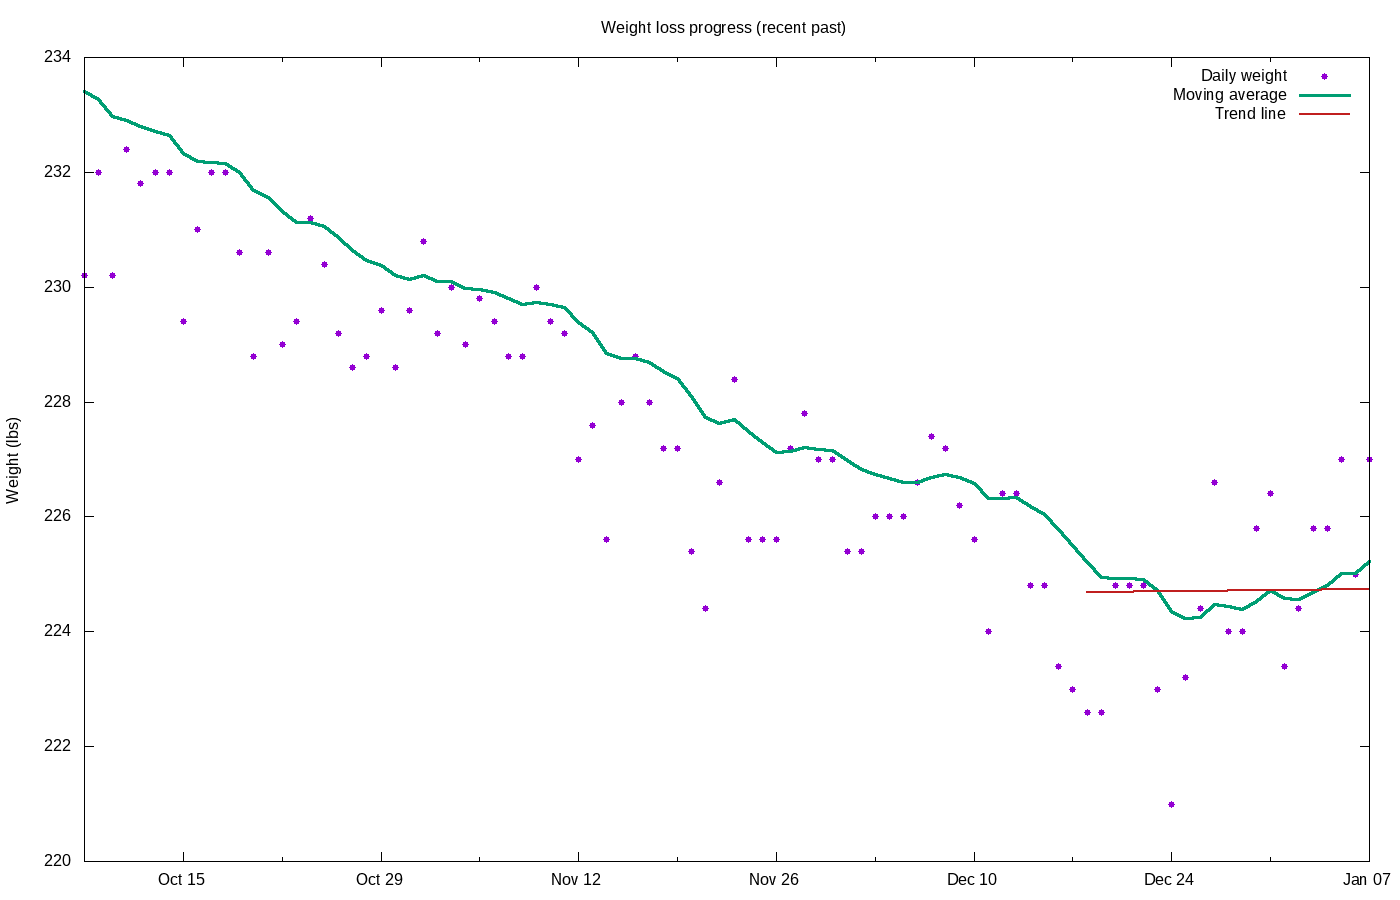 Weight loss progress (recent past)
234
232
230
228
226
224
222
220
Weight (lbs)
Daily weight
Moving average
Trend line
Oct 15
Oct 29
Nov 12
Nov 26
Dec 10
Dec 24
Jan 07